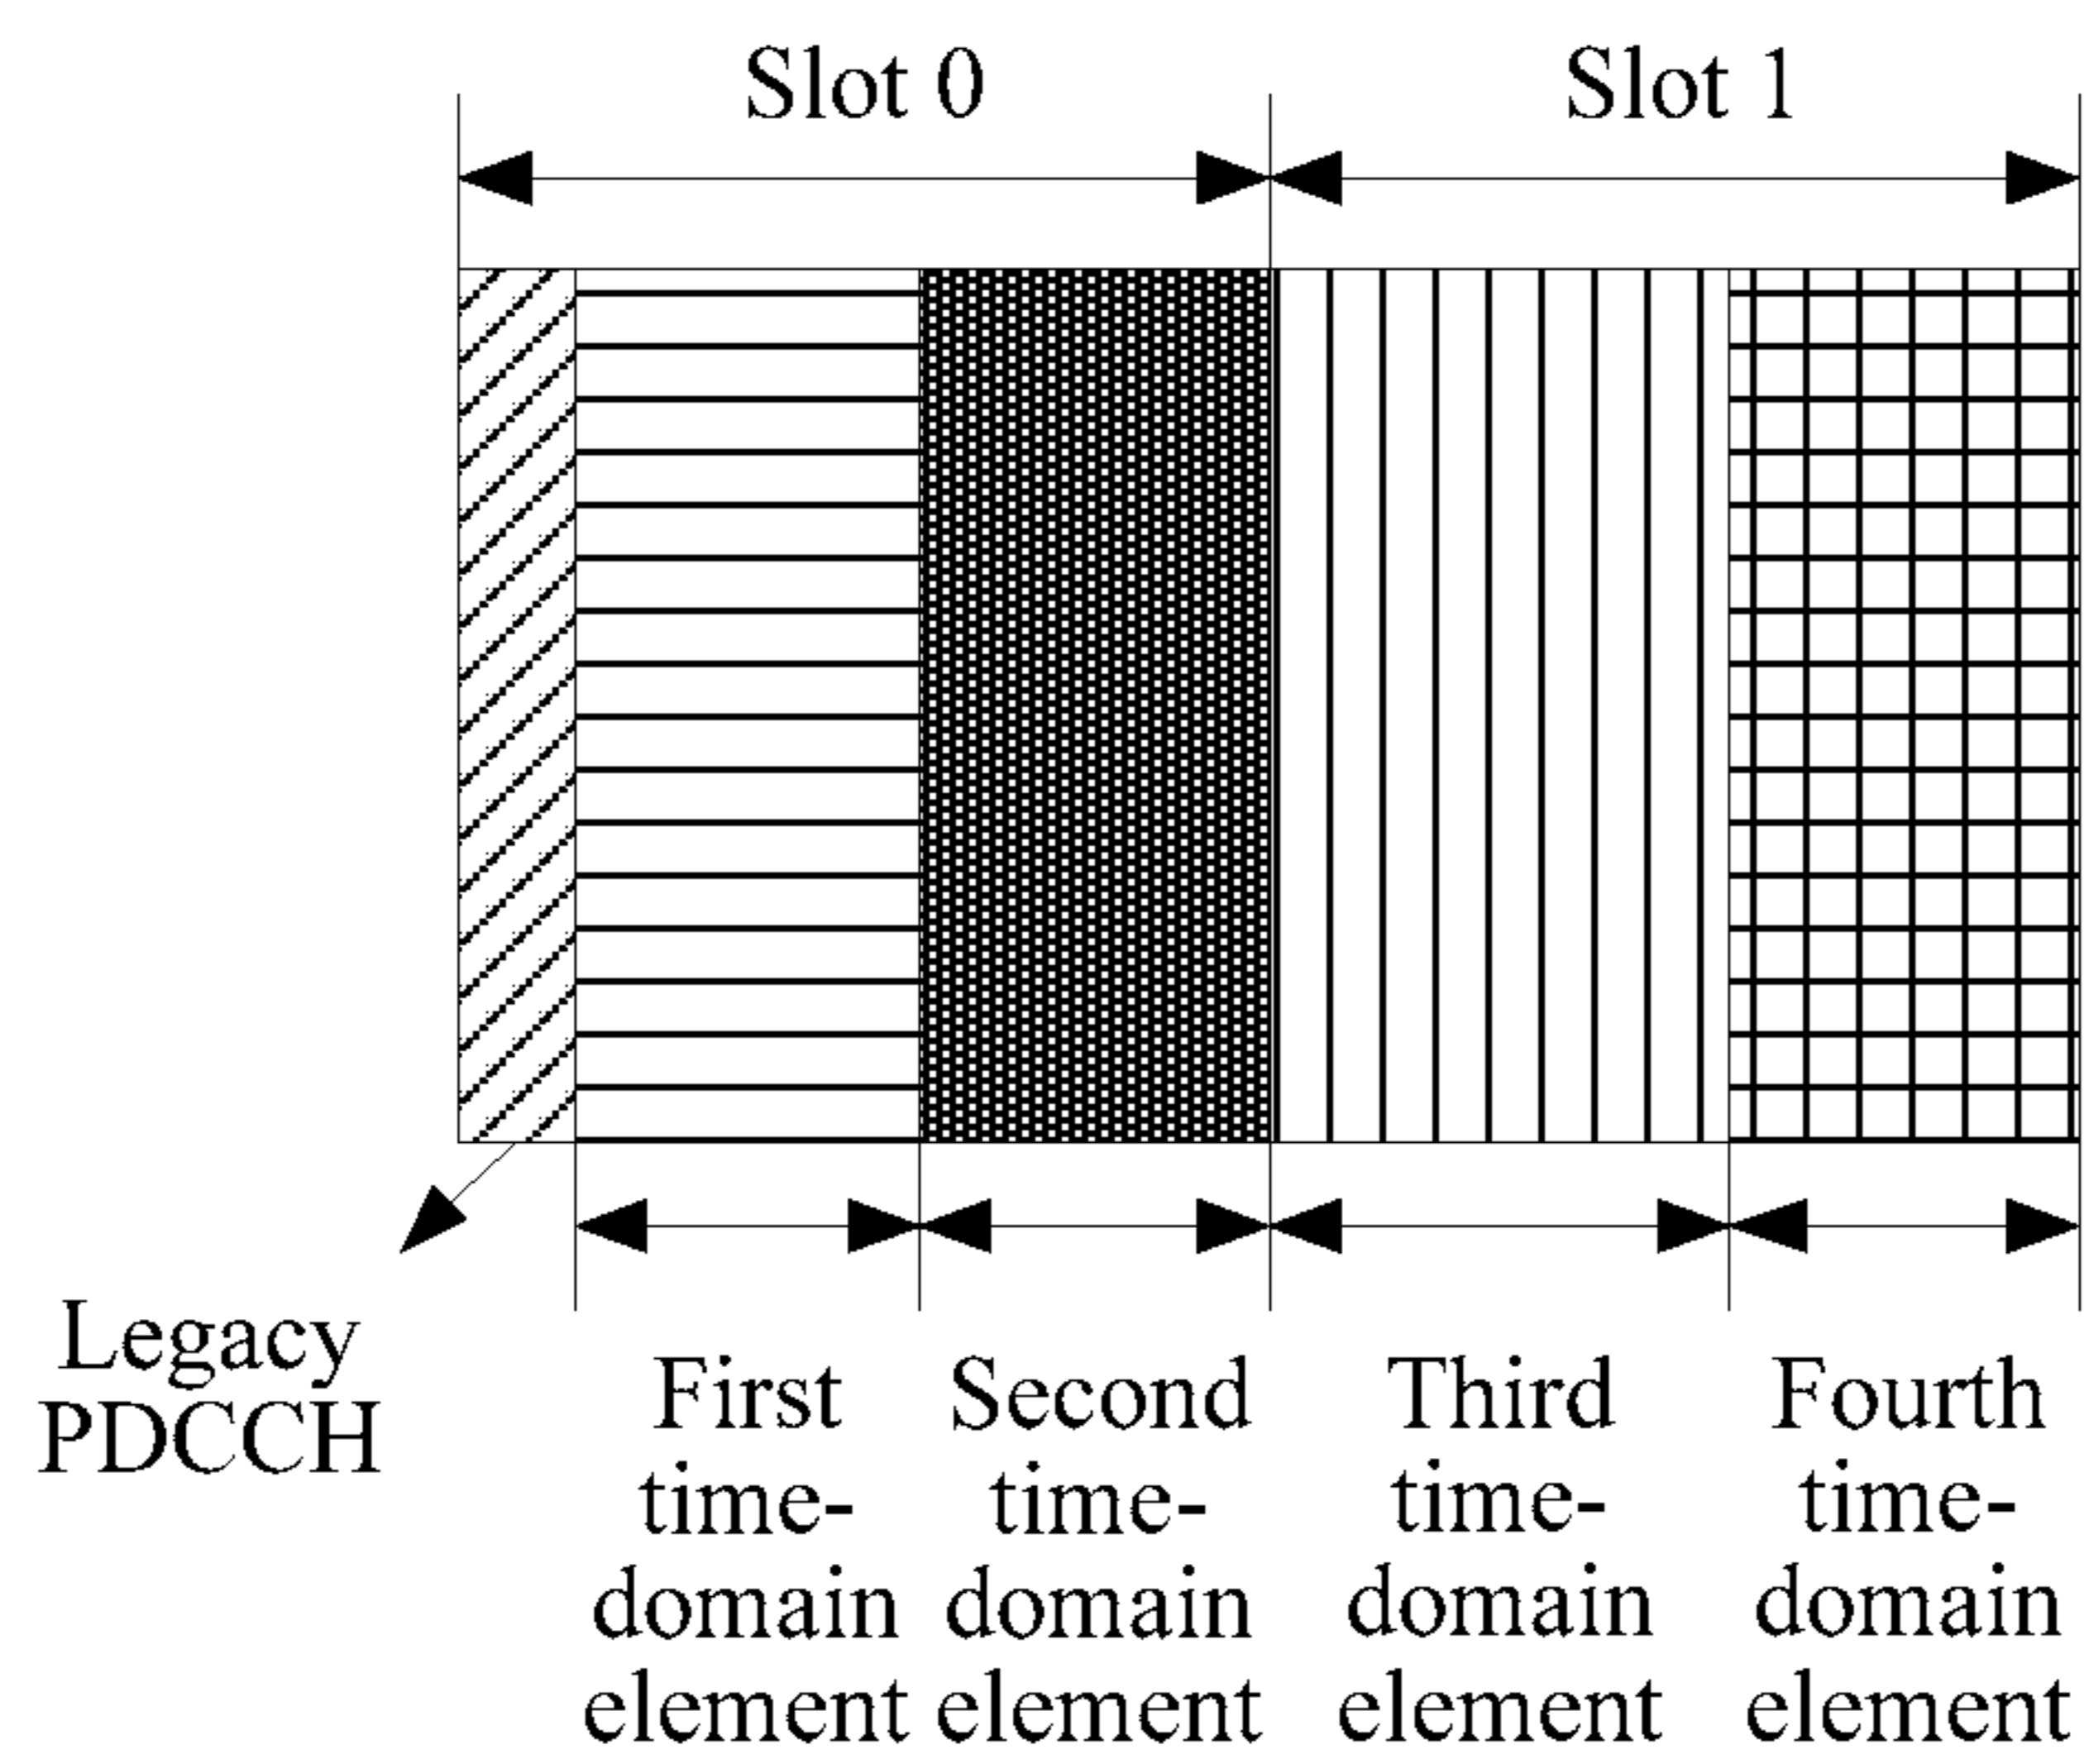 Slot 0
Slot 1
Legacy
PDCCH
First
time-
domain
element
Second
time-
domain
element
Third
time-
domain
element
Fourth
time-
domain
element